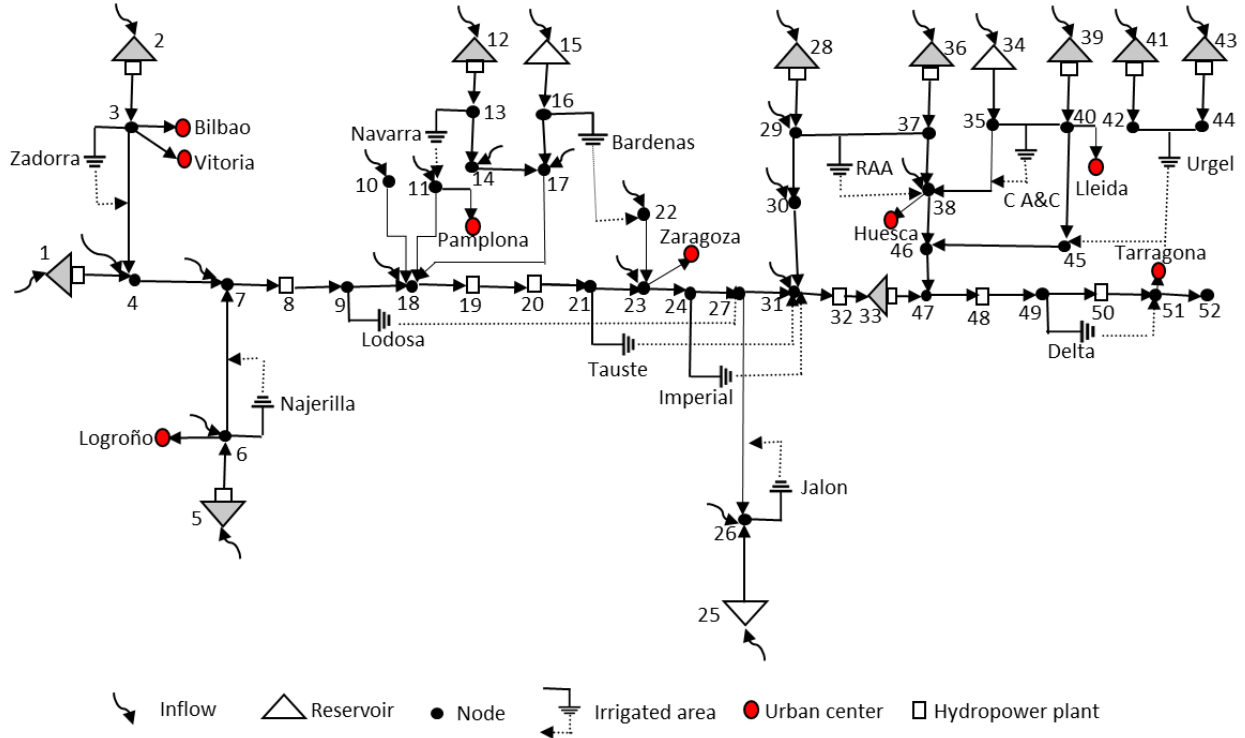 2
12
15
28
36
34
39
41
43
3
Bilbao
13
16
29
37
35
40
42
44
Zadorra
Vitoria
Navarra
Bardenas
RAA
C A&C
Lleida
Urgel
10
11
14
17
22
30
38
Pamplona
Zaragoza
Huesca
46
45
Tarragona
1
4
7
8
9
18
19
20
21
23
24
27
31
32
33
47
48
49
50
51
52
Lodosa
Tauste
Imperial
Delta
Najerilla
Logroño
6
5
Jalon
26
25
Inflow
Reservoir
Node
Irrigated area
Urban center
Hydropower plant